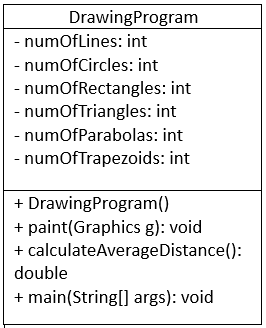 DrawingProgram
- numOfLines: int
- numOfCircles: int
- numOfRectangles: int
- numOfTriangles: int
- numOfParabolas: int
- numOfTrapezoids: int
+ DrawingProgram()
+ paint(Graphics g): void
+ calculateAverageDistance():
double
+ main(String[] args): void